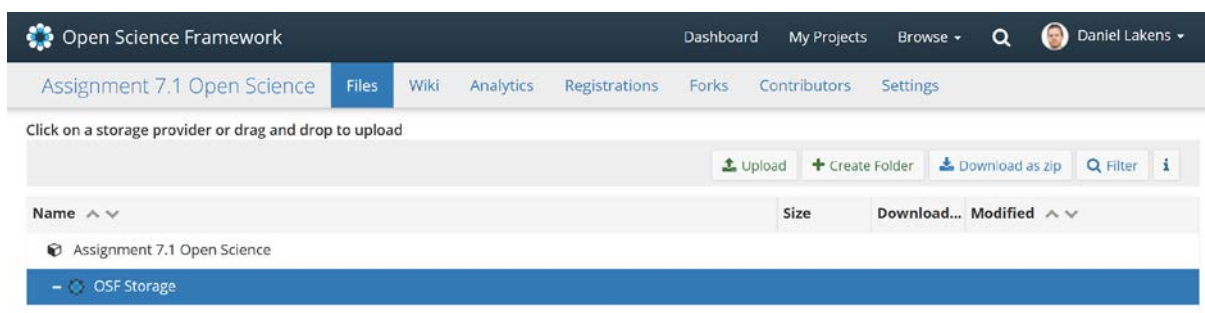 Open Science Framework Dashboard My Projects Browse Daniel Lakens
Assignment 7.1 Open Science Files Wiki Analytics Registrations Forks Contributors Settings
Click on a storage provider or drag and drop to upload
Upload Create Folder Download as zip Filter i
Name Size Download... Modified
Assignment 7.1 Open Science
OSF Storage